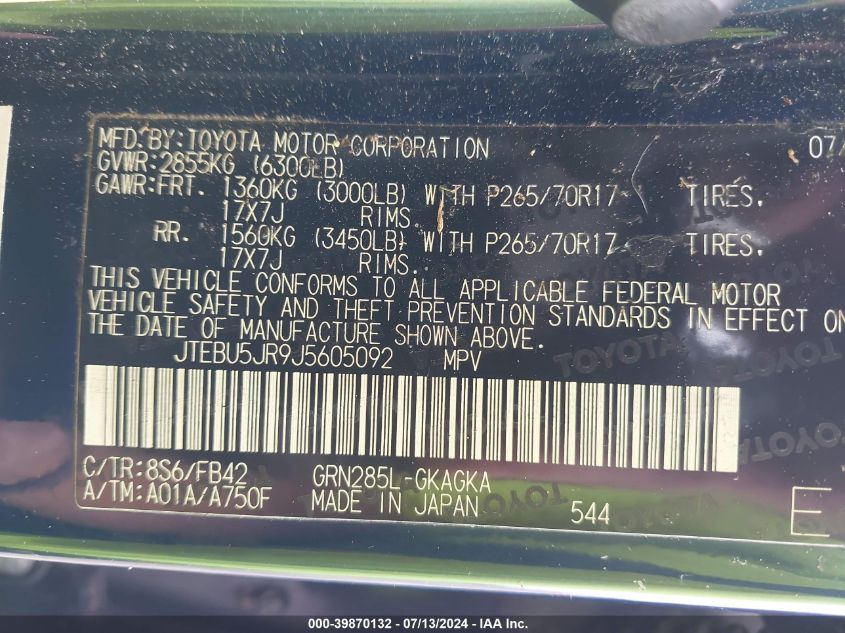 MFD.BY:TOYOTA MOTOR CORPORATION 07/
GVWR:2855KG (6300LB)
GAWR:FRT. 1360KG (3000LB) WITH P265/70R17 TIRES.
17X7J RIMS.
RR. 1560KG (3450LB) WITH P265/70R17 TIRES.
17X7J RIMS.
THIS VEHICLE CONFORMS TO ALL APPLICABLE FEDERAL MOTOR
VEHICLE SAFETY AND THEFT PREVENTION STANDARDS IN EFFECT ON
THE DATE OF MANUFACTURE SHOWN ABOVE.
JTEBU5JR9J5605092 MPV
C/TR:8S6/FB42 GRN285L-GKAGKA
A/TM:A01A/A750F MADE IN JAPAN 544 E
000-39870132 - 07/13/2024 - © IAA Inc.